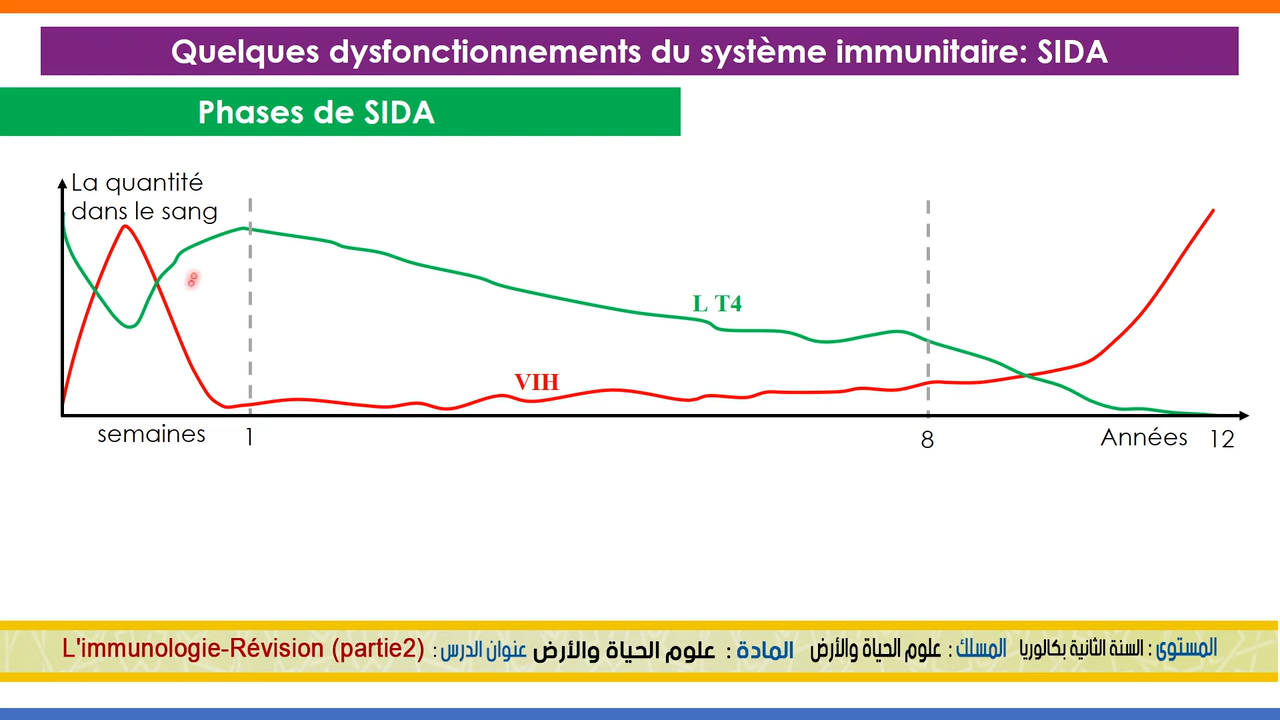 Quelques dysfonctionnements du système immunitaire: SIDA
Phases de SIDA
La quantité
dans le sang
L T4
VIH
semaines 1 8 Années 12
المستوى : السنة الثانية بكالوريا المسلك : علوم الحياة والأرض المادة : علوم الحياة والأرض عنوان الدرس : L'immunologie-Révision (partie2)